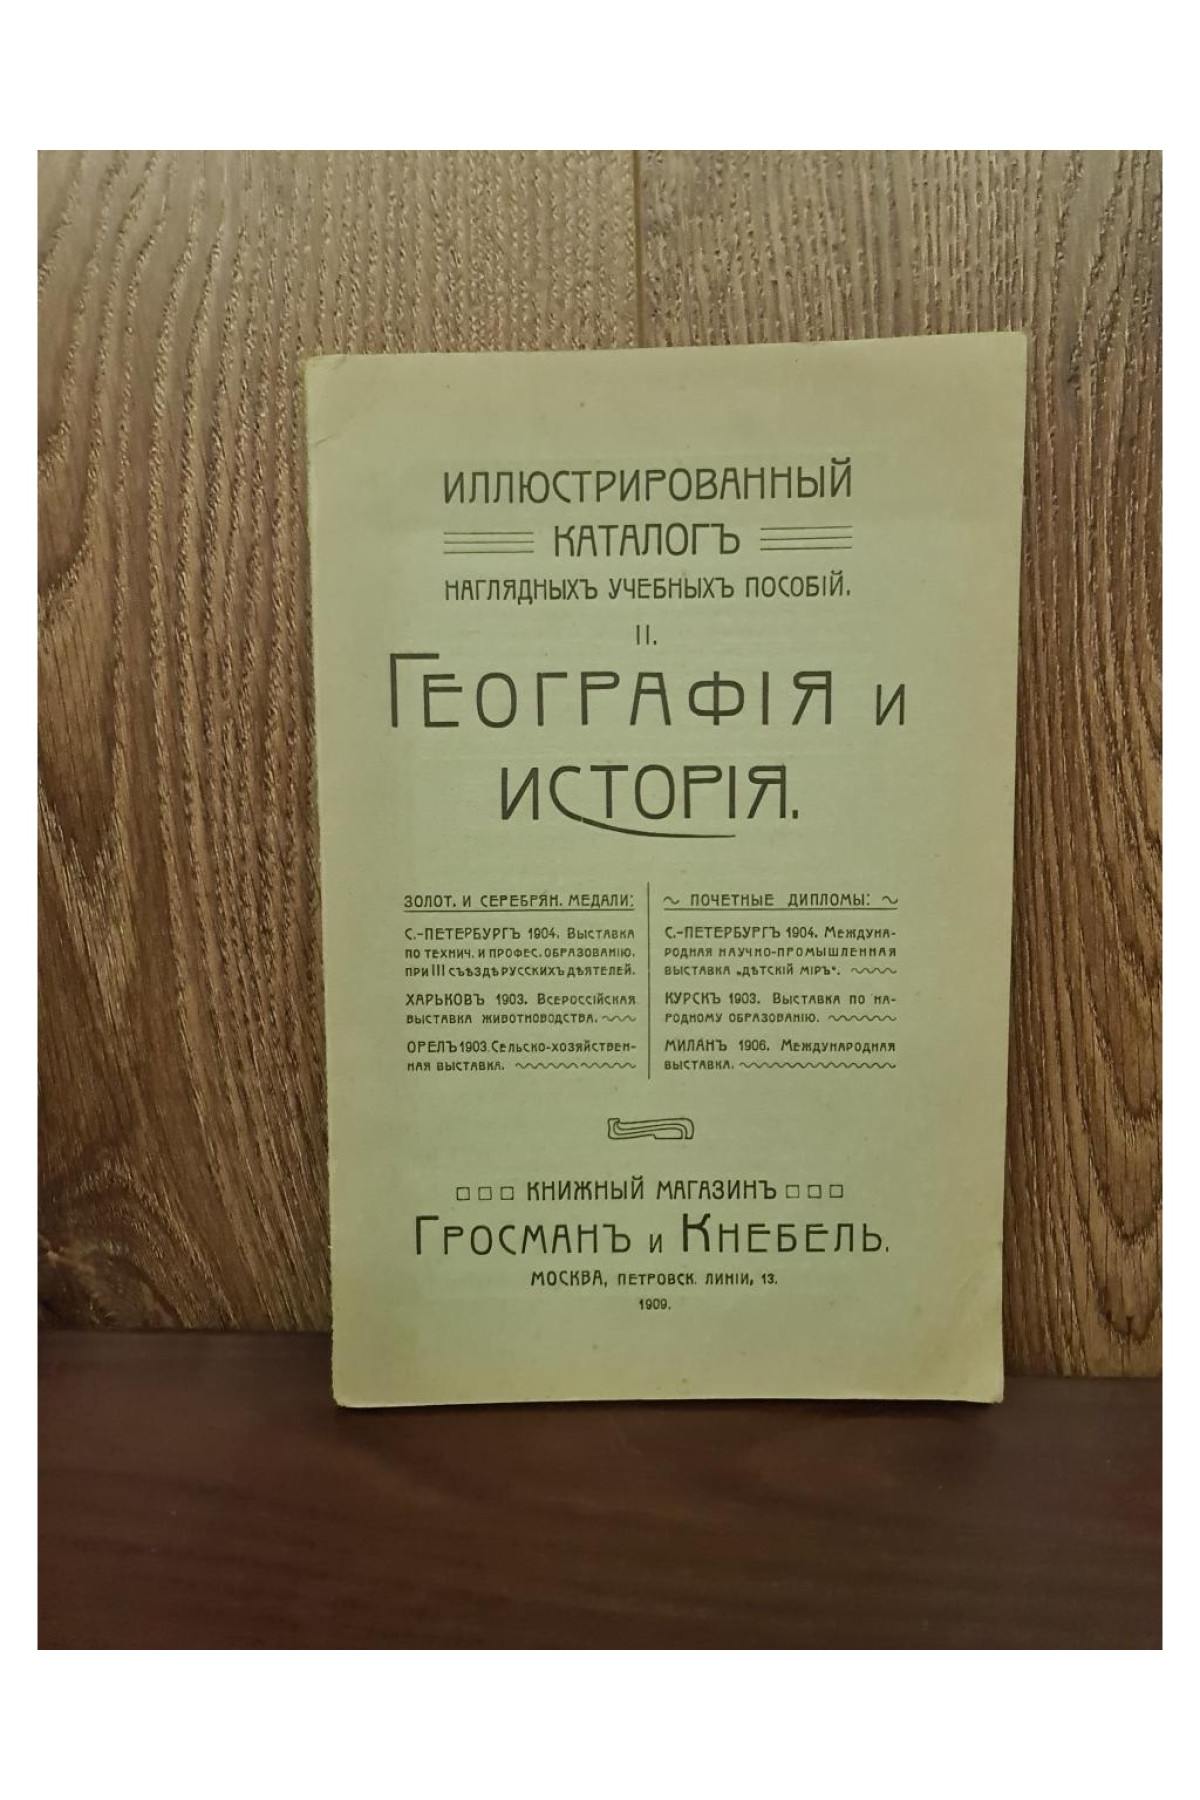 ИЛЛЮСТРИРОВАННЫЙ
КАТАЛОГЪ
НАГЛЯДНЫХЪ УЧЕБНЫХЪ ПОСОБІЙ.
II.
ГЕОГРАФІЯ И
ИСТОРІЯ.
ЗОЛОТ. И СЕРЕБРЯН. МЕДАЛИ:
С.-ПЕТЕРБУРГЪ 1904. ВЫСТАВКА
ПО ТЕХНИЧ. И ПРОФЕС. ОБРАЗОВАНІЮ,
ПРИ III СЪѢЗДѢ РУССКИХЪ ДѢЯТЕЛЕЙ.
ХАРЬКОВЪ 1903. ВСЕРОССІЙСКАЯ
ВЫСТАВКА ЖИВОТНОВОДСТВА.
ОРЕЛЪ 1903. СЕЛЬСКО-ХОЗЯЙСТВЕН-
НАЯ ВЫСТАВКА.
ПОЧЕТНЫЕ ДИПЛОМЫ:
С.-ПЕТЕРБУРГЪ 1904. МЕЖДУНА-
РОДНАЯ НАУЧНО-ПРОМЫШЛЕННАЯ
ВЫСТАВКА „ДѢТСКІЙ МІРЪ“.
КУРСКЪ 1903. ВЫСТАВКА ПО НА-
РОДНОМУ ОБРАЗОВАНІЮ.
МИЛАНЪ 1906. МЕЖДУНАРОДНАЯ
ВЫСТАВКА.
КНИЖНЫЙ МАГАЗИНЪ
ГРОСМАНЪ И КНЕБЕЛЬ.
МОСКВА, ПЕТРОВСК. ЛИНІИ, 13.
1909.